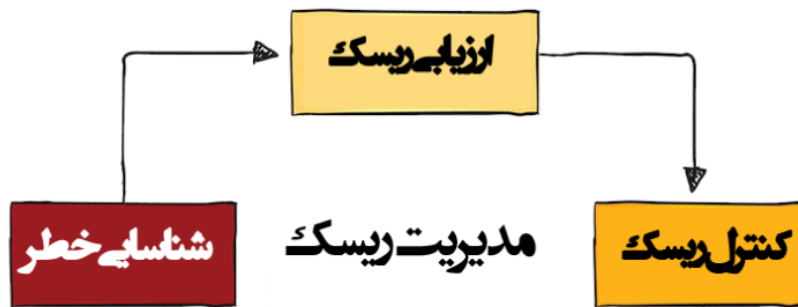 ارزیابی ریسک
شناسایی خطر
مدیریت ریسک
کنترل ریسک